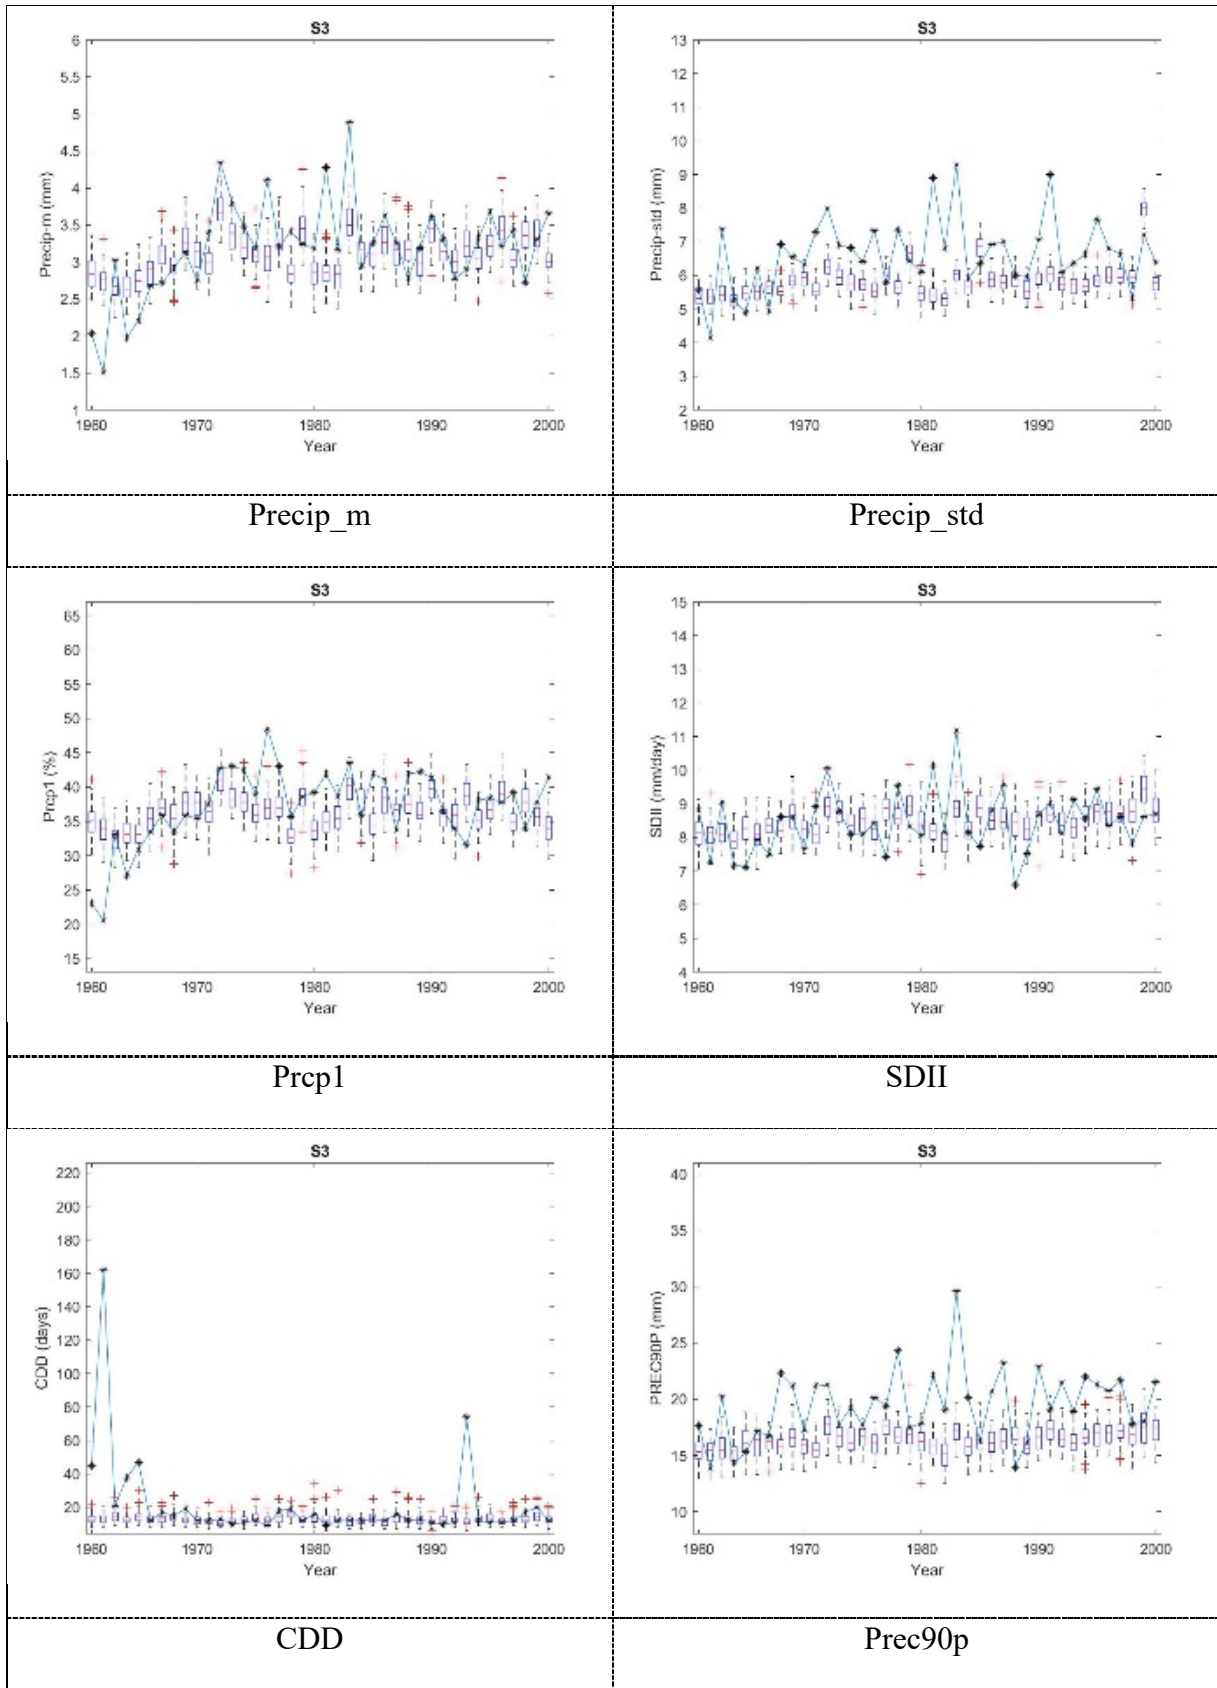 S3
6
5.5
5
4.5
4
3.5
3
2.5
2
1.5
1
Precip-m (mm)
1960 1970 1980 1990 2000
Year
S3
13
12
11
10
9
8
7
6
5
4
3
2
Precip-std (mm)
1960 1970 1980 1990 2000
Year
Precip_m
Precip_std
S3
65
60
55
50
45
40
35
30
25
20
15
Prcp1 (%)
1960 1970 1980 1990 2000
Year
S3
15
14
13
12
11
10
9
8
7
6
5
4
SDII (mm/day)
1960 1970 1980 1990 2000
Year
Prcp1
SDII
S3
220
200
180
160
140
120
100
80
60
40
20
CDD (days)
1960 1970 1980 1990 2000
Year
S3
40
35
30
25
20
15
10
PREC90P (mm)
1960 1970 1980 1990 2000
Year
CDD
Prec90p